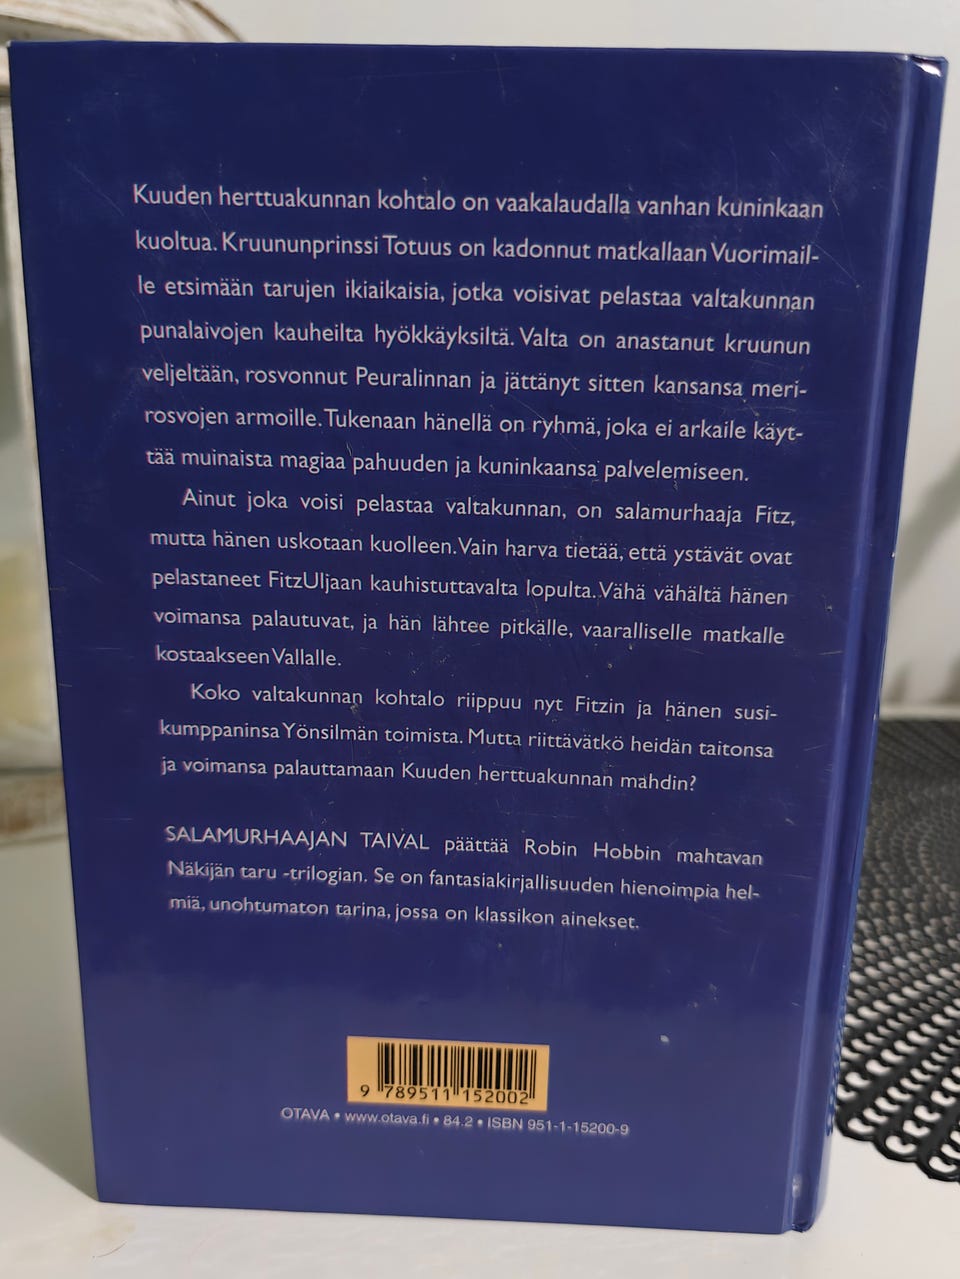 Kuuden herttuakunnan kohtalo on vaakalaudalla vanhan kuninkaan
kuoltua. Kruununprinssi Totuus on kadonnut matkallaan Vuorimail-
le etsimään tarujen ikiaikaisia, jotka voisivat pelastaa valtakunnan
punalaivojen kauheilta hyökkäyksiltä. Valta on anastanut kruunun
veljeltään, rosvonnut Peuralinnan ja jättänyt sitten kansansa meri-
rosvojen armoille. Tukenaan hänellä on ryhmä, joka ei arkaile käyt-
tää muinaista magiaa pahuuden ja kuninkaansa palvelemiseen.
Ainut joka voisi pelastaa valtakunnan, on salamurhaaja Fitz,
mutta hänen uskotaan kuolleen. Vain harva tietää, että ystävät ovat
pelastaneet FitzUljaan kauhistuttavalta lopulta. Vähä vähältä hänen
voimansa palautuvat, ja hän lähtee pitkälle, vaaralliselle matkalle
kostaakseen Vallalle.
Koko valtakunnan kohtalo riippuu nyt Fitzin ja hänen susi-
kumppaninsa Yönsilmän toimista. Mutta riittävätkö heidän taitonsa
ja voimansa palauttamaan Kuuden herttuakunnan mahdin?
SALAMURHAAJAN TAIVAL päättää Robin Hobbin mahtavan
Näkijän taru -trilogian. Se on fantasiakirjallisuuden hienoimpia hel-
miä, unohtumaton tarina, jossa on klassikon ainekset.
9 789511 152002
OTAVA • www.otava.fi • 84.2 • ISBN 951-1-15200-9